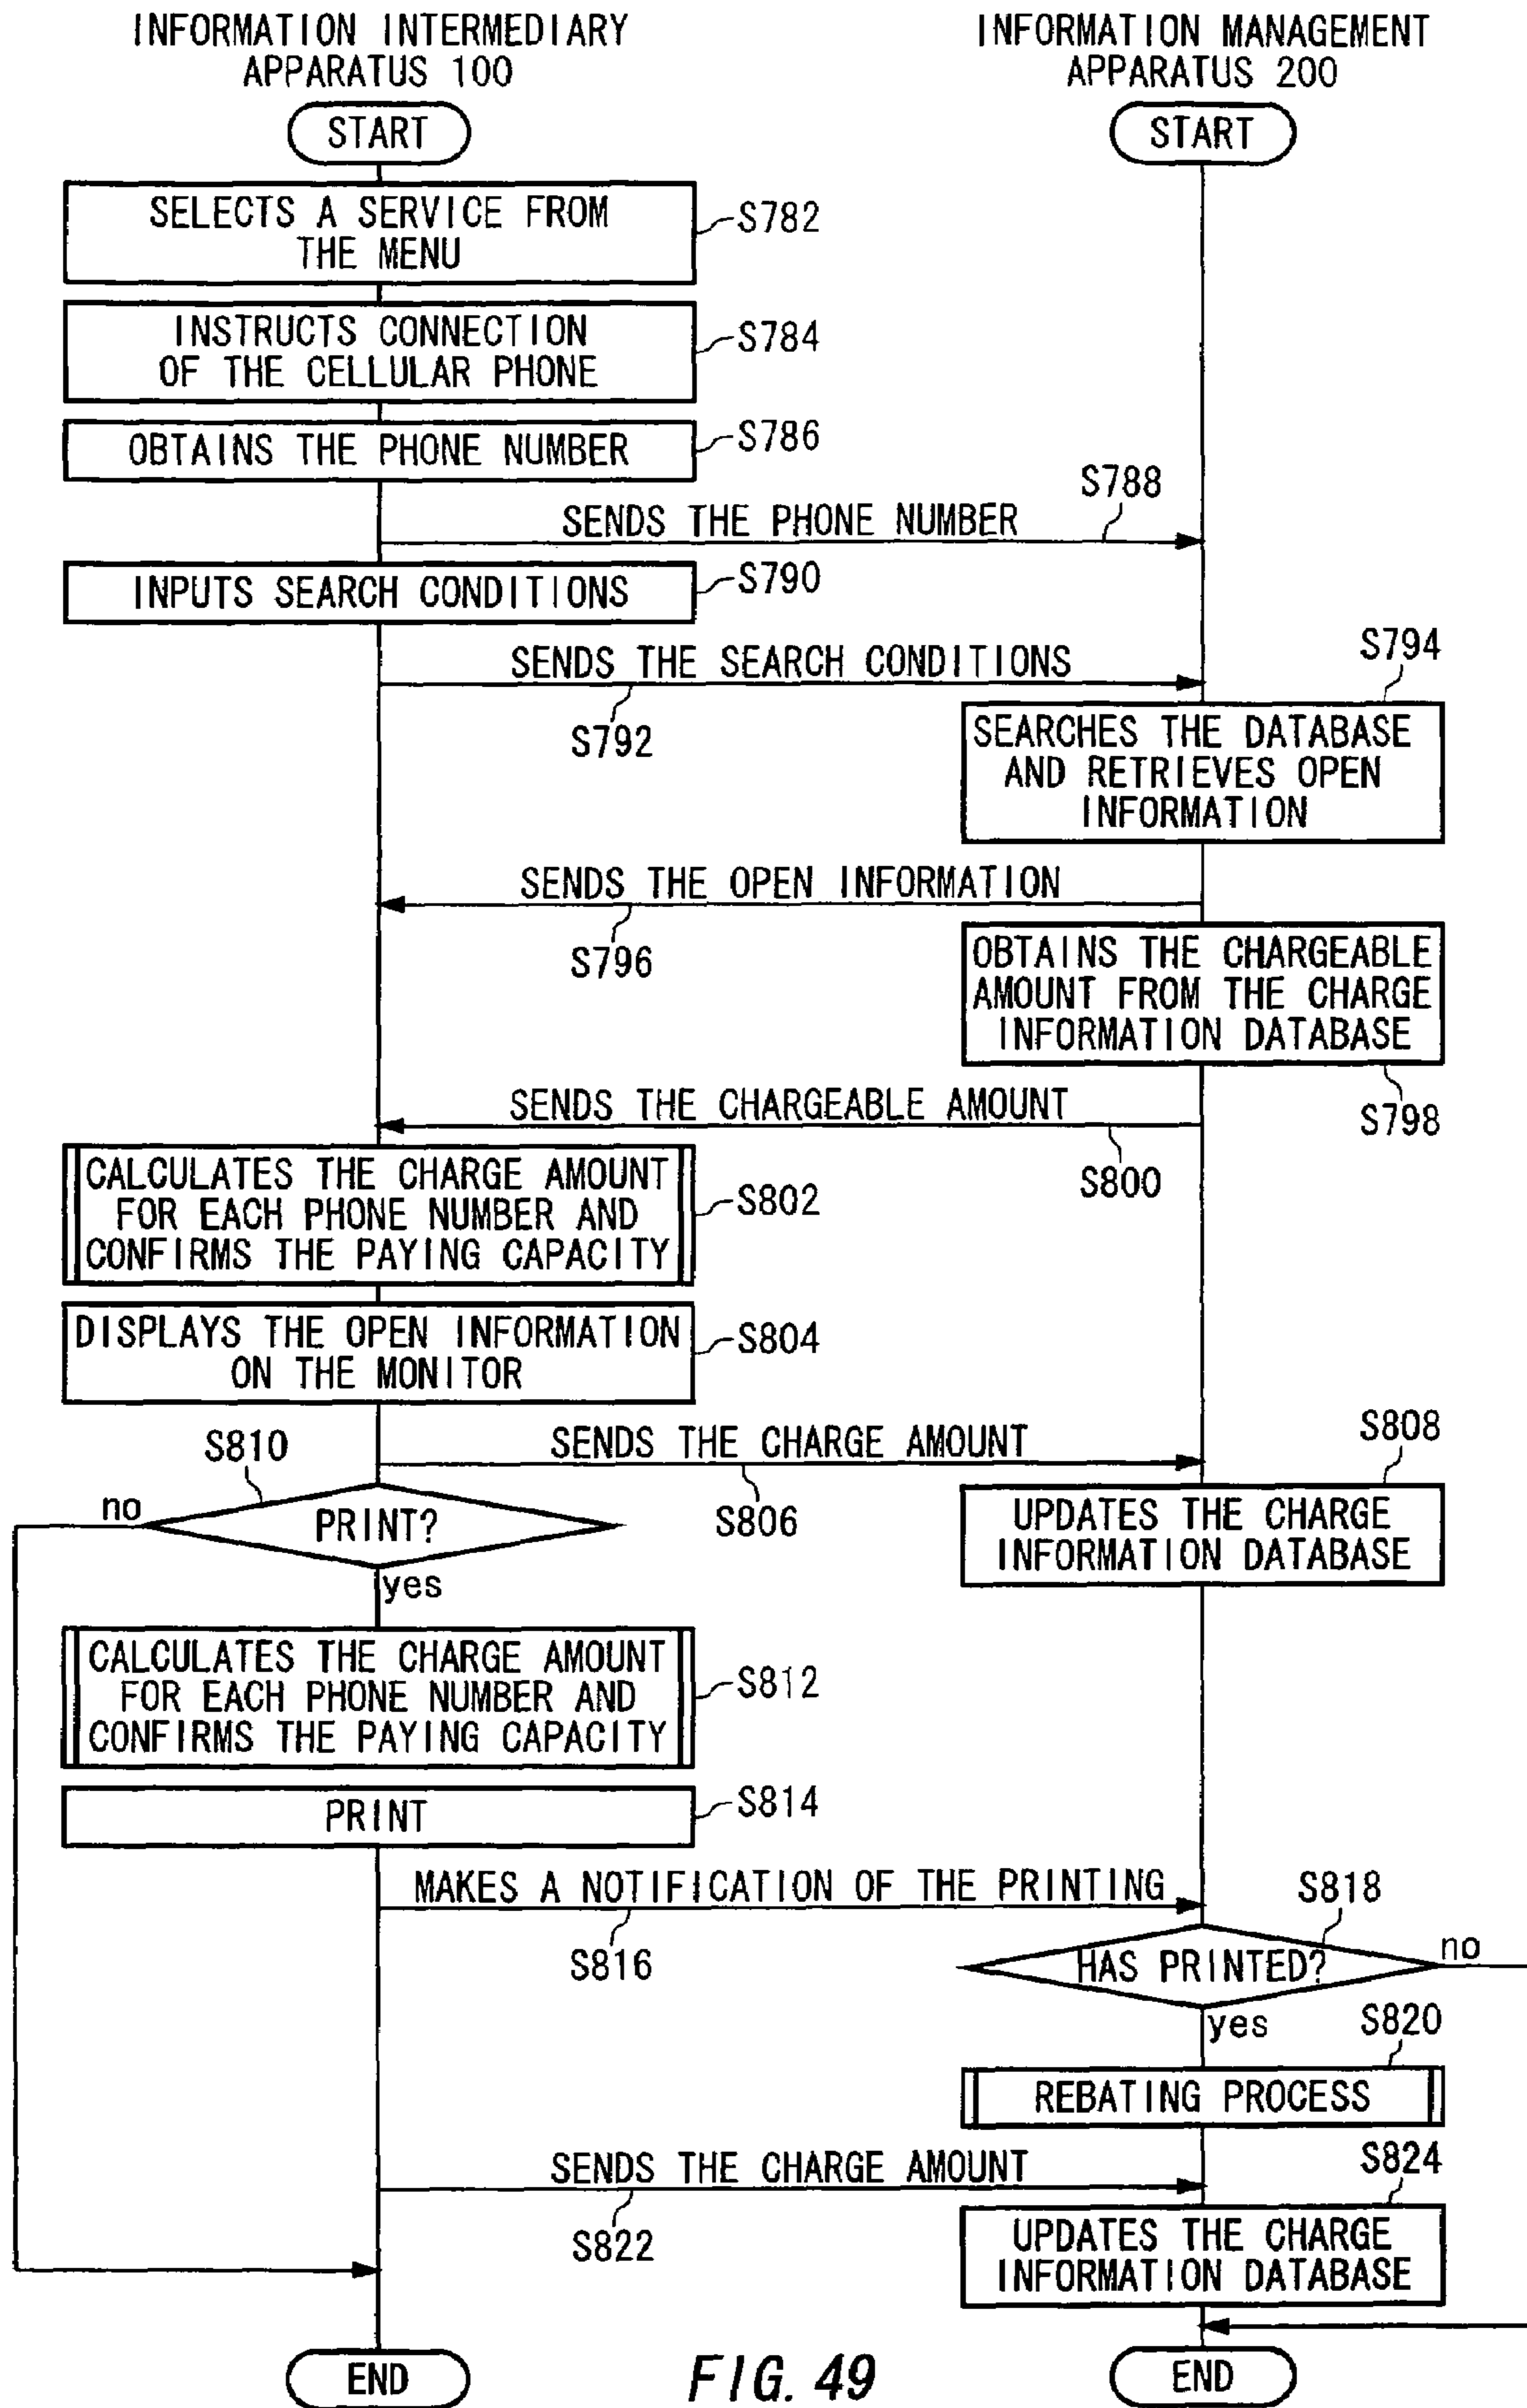 INFORMATION INTERMEDIARY
APPARATUS 100
INFORMATION MANAGEMENT
APPARATUS 200
START
START
SELECTS A SERVICE FROM
THE MENU
S782
INSTRUCTS CONNECTION
OF THE CELLULAR PHONE
S784
OBTAINS THE PHONE NUMBER
S786
S788
SENDS THE PHONE NUMBER
INPUTS SEARCH CONDITIONS
S790
SENDS THE SEARCH CONDITIONS
S792
S794
SEARCHES THE DATABASE
AND RETRIEVES OPEN
INFORMATION
SENDS THE OPEN INFORMATION
S796
OBTAINS THE CHARGEABLE
AMOUNT FROM THE CHARGE
INFORMATION DATABASE
S798
SENDS THE CHARGEABLE AMOUNT
S800
CALCULATES THE CHARGE AMOUNT
FOR EACH PHONE NUMBER AND
CONFIRMS THE PAYING CAPACITY
S802
DISPLAYS THE OPEN INFORMATION
ON THE MONITOR
S804
SENDS THE CHARGE AMOUNT
S806
S808
UPDATES THE CHARGE
INFORMATION DATABASE
S810
no
PRINT?
yes
CALCULATES THE CHARGE AMOUNT
FOR EACH PHONE NUMBER AND
CONFIRMS THE PAYING CAPACITY
S812
PRINT
S814
MAKES A NOTIFICATION OF THE PRINTING
S816
S818
HAS PRINTED?
no
yes
S820
REBATING PROCESS
SENDS THE CHARGE AMOUNT
S822
S824
UPDATES THE CHARGE
INFORMATION DATABASE
END
FIG. 49
END